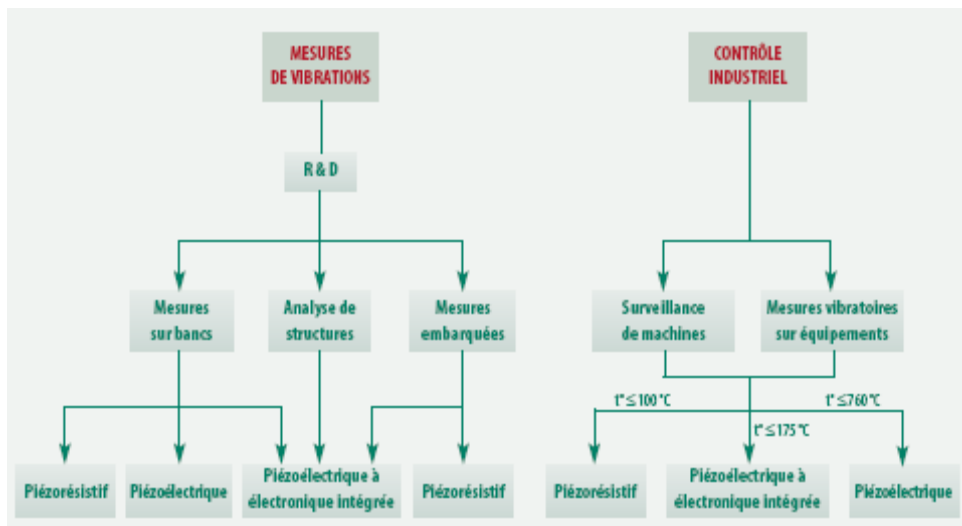 MESURES
DE VIBRATIONS
CONTRÔLE
INDUSTRIEL
R & D
Mesures
sur bancs
Analyse de
structures
Mesures
embarquées
Surveillance
de machines
Mesures vibratoires
sur équipements
t° ≤ 100 °C
t° ≤ 760 °C
t° ≤ 175 °C
Piézorésistif
Piézoélectrique
Piézoélectrique à
électronique intégrée
Piézorésistif
Piézorésistif
Piézoélectrique à
électronique intégrée
Piézoélectrique